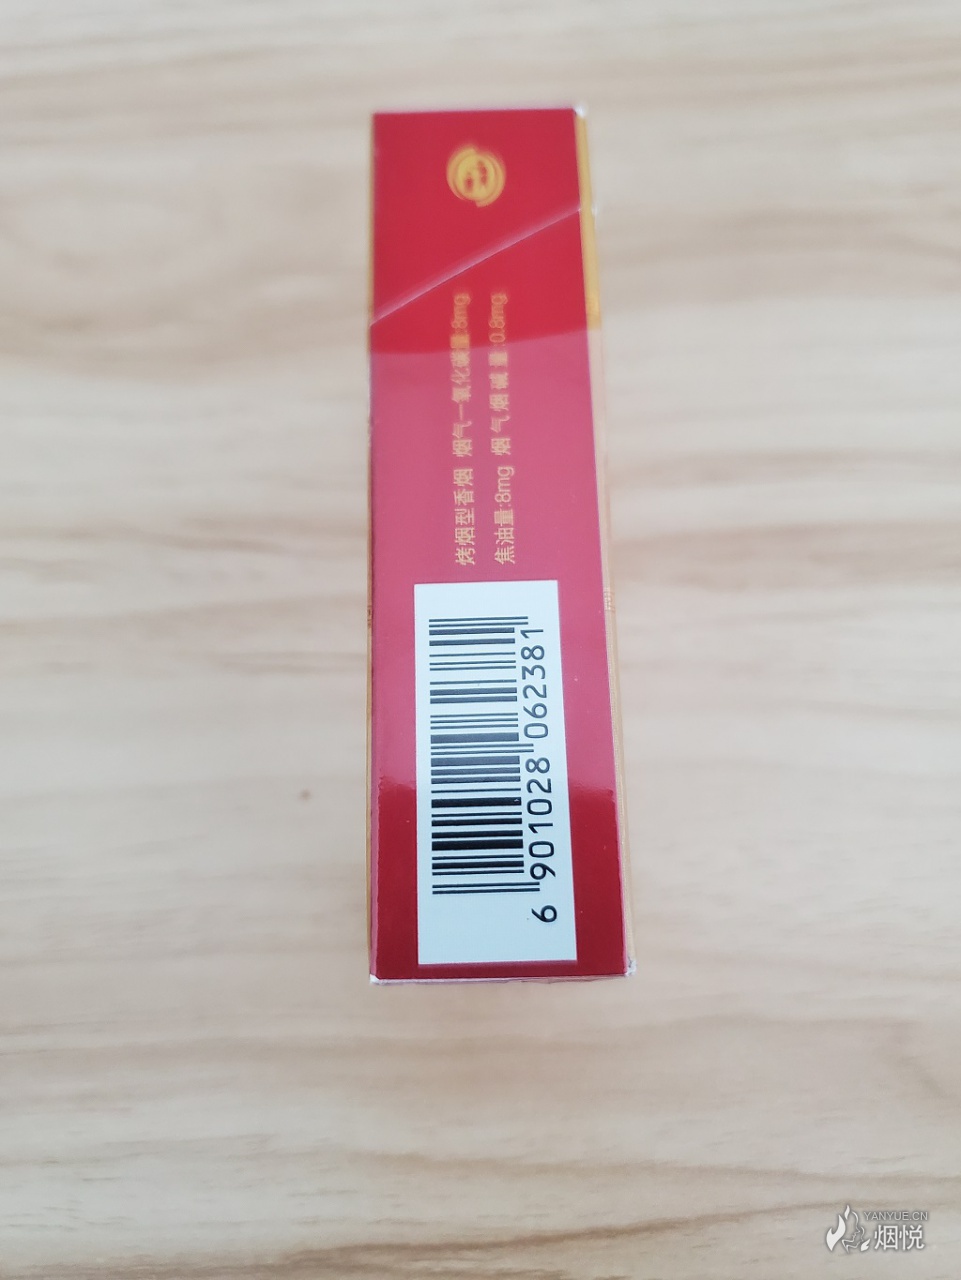 烤烟型香烟 烟气一氧化碳量:8mg
焦油量:8mg 烟气烟碱量:0.8mg
6 901028 062381
YANYUE.CN
烟悦